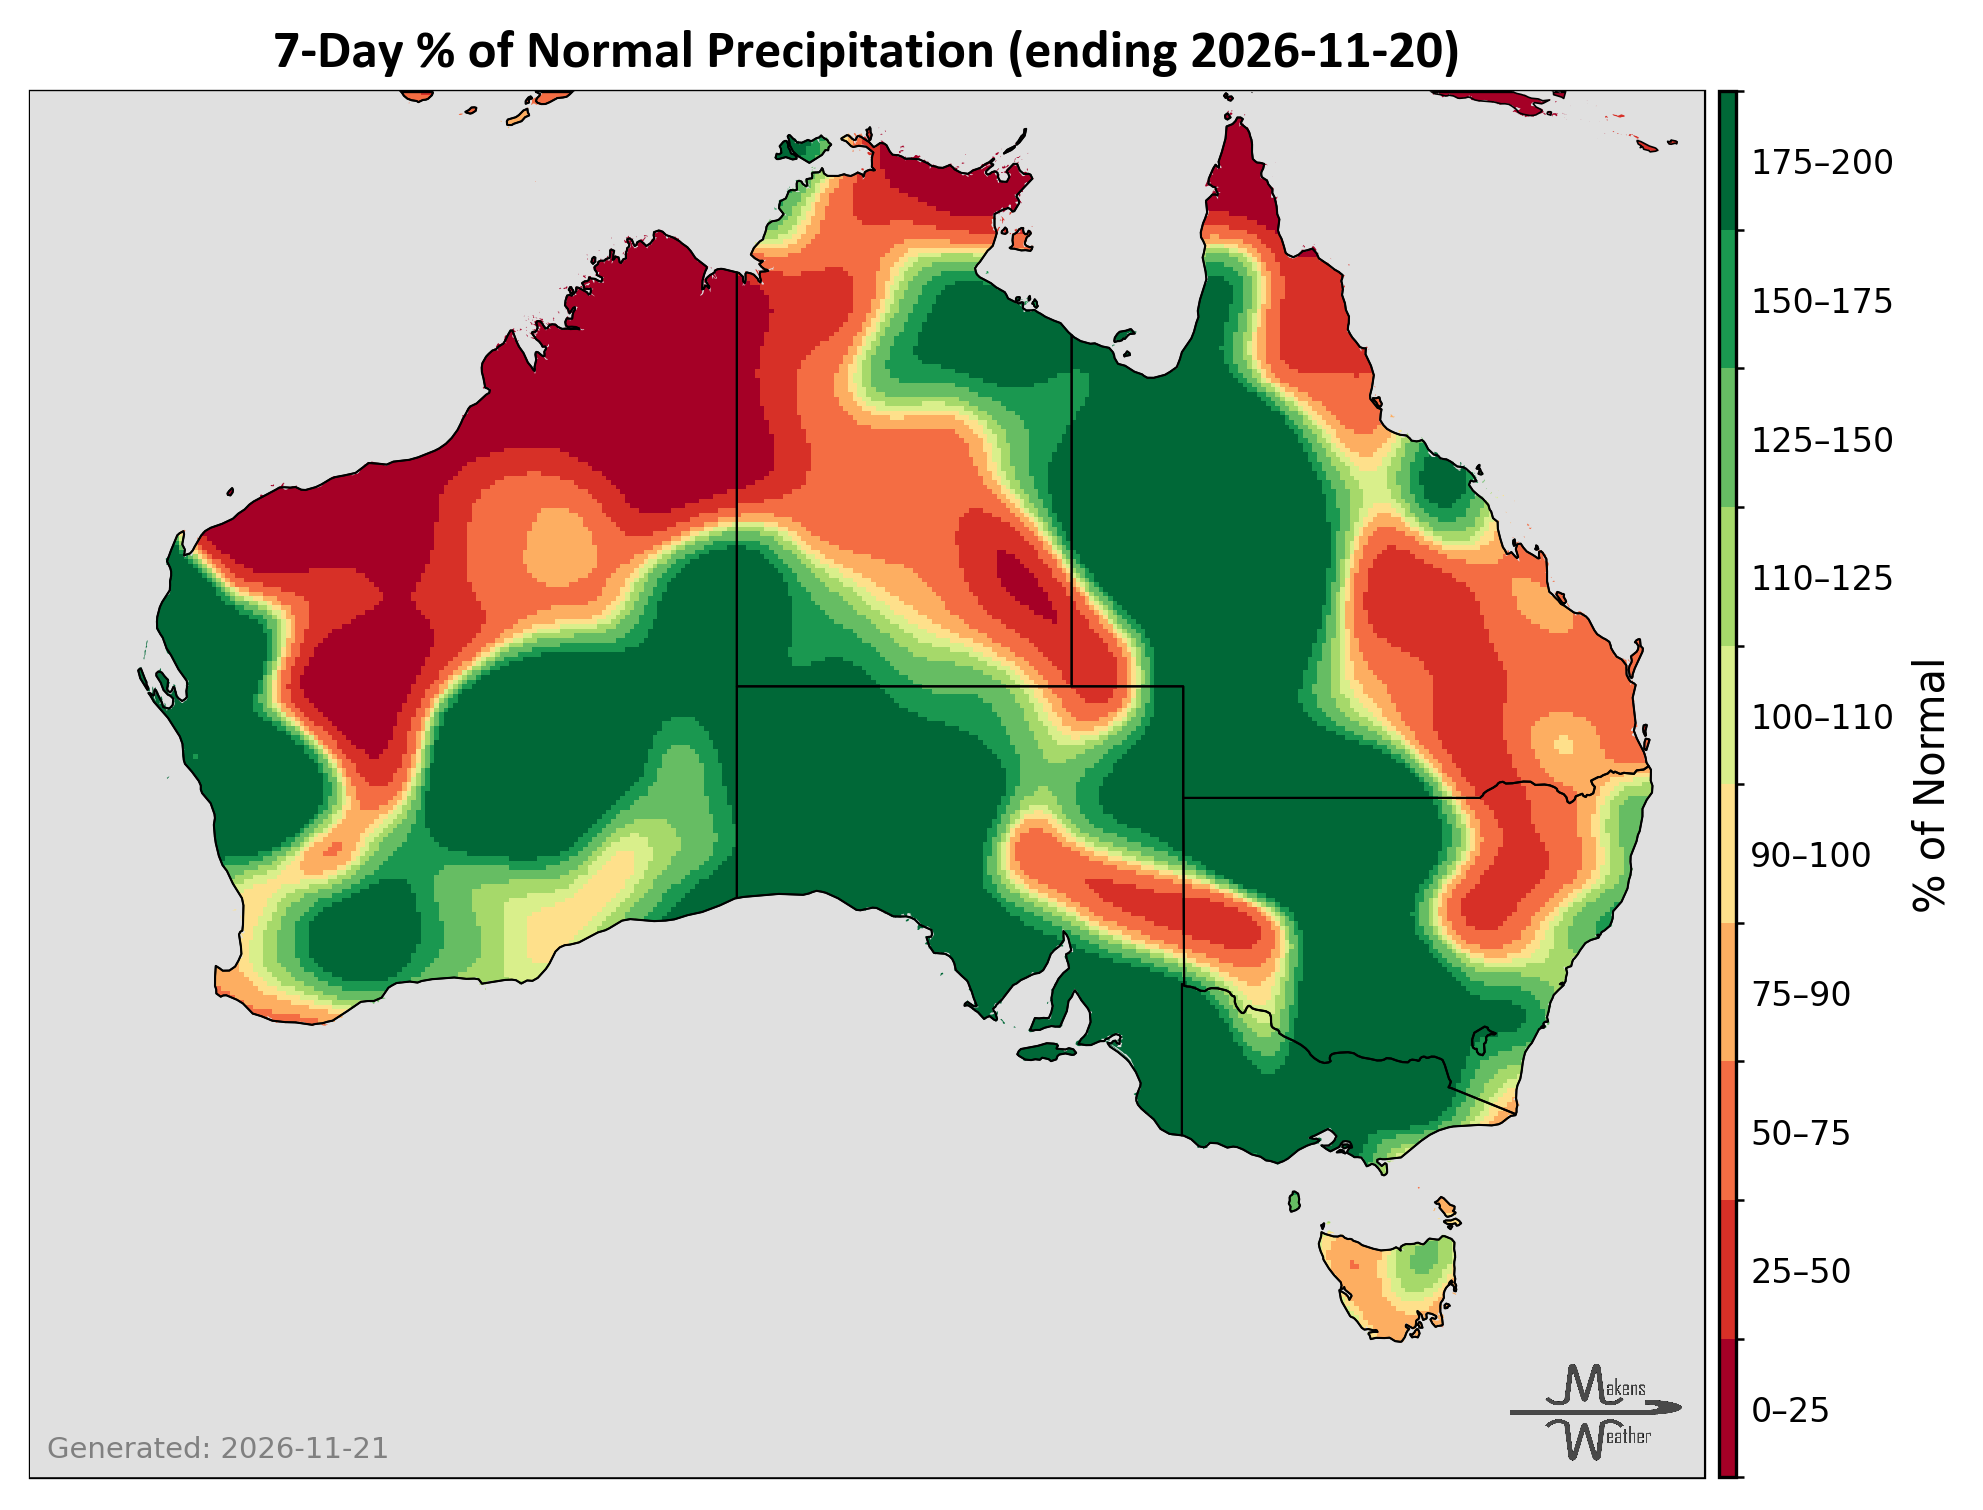 7-Day % of Normal Precipitation (ending 2026-11-20)
175–200
150–175
125–150
110–125
100–110
90–100
75–90
50–75
25–50
0–25
% of Normal
Makens
Weather
Generated: 2026-11-21